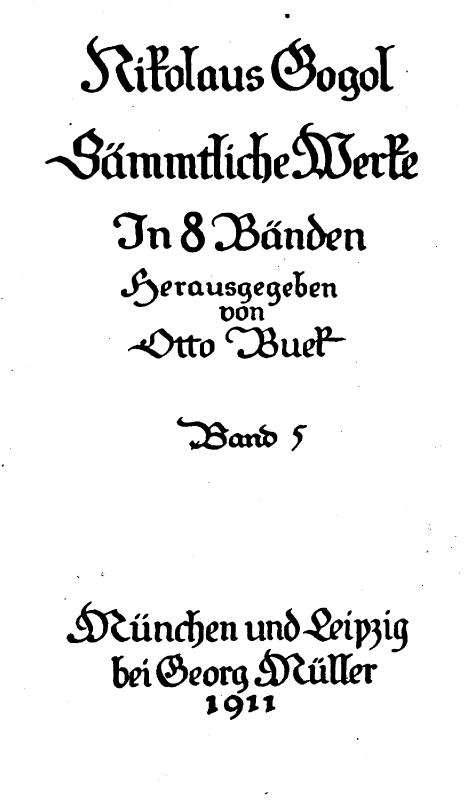 Nikolaus Gogol
Sämmtliche Werke
In 8 Bänden
Herausgegeben
von
Otto Buek
Band 5
München und Leipzig
bei Georg Müller
1911